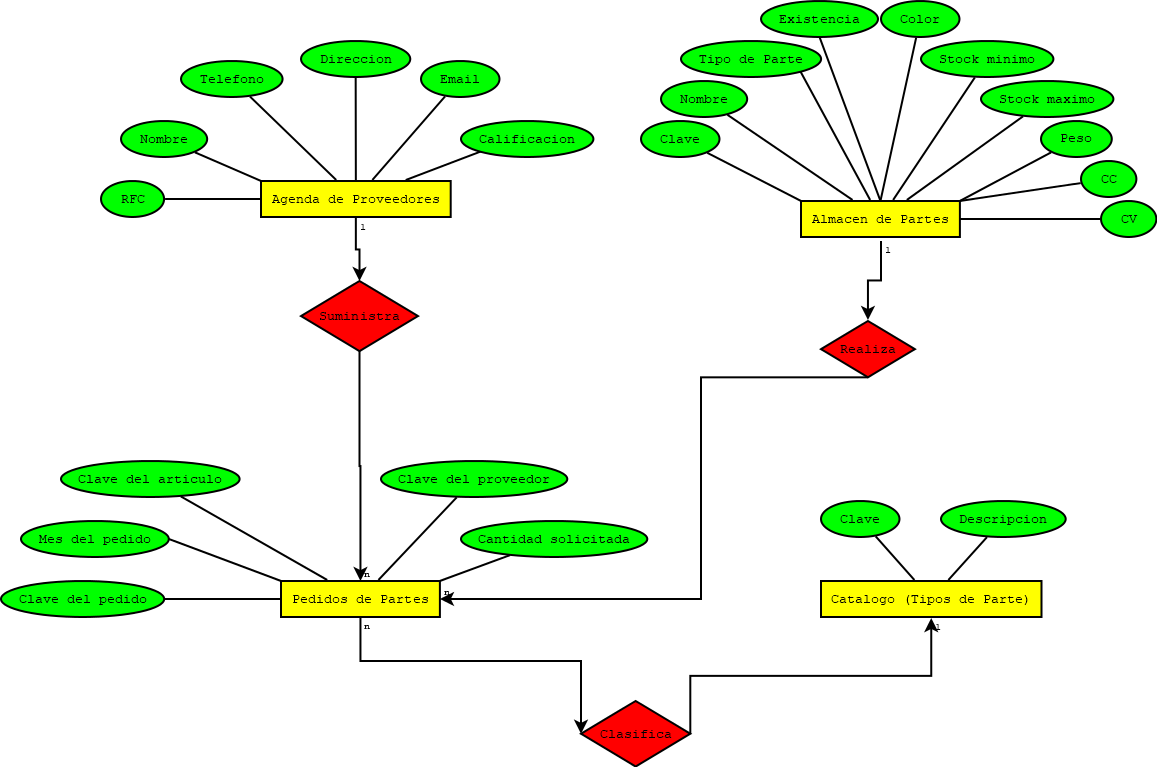 Existencia
Color
Direccion
Tipo de Parte
Stock minimo
Telefono
Email
Nombre
Stock maximo
Nombre
Calificacion
Clave
Peso
CC
RFC
Agenda de Proveedores
Almacen de Partes
CV
1
1
Suministra
Realiza
Clave del articulo
Clave del proveedor
Clave
Descripcion
Mes del pedido
Cantidad solicitada
n
n
Clave del pedido
Pedidos de Partes
Catalogo (Tipos de Parte)
n
1
Clasifica